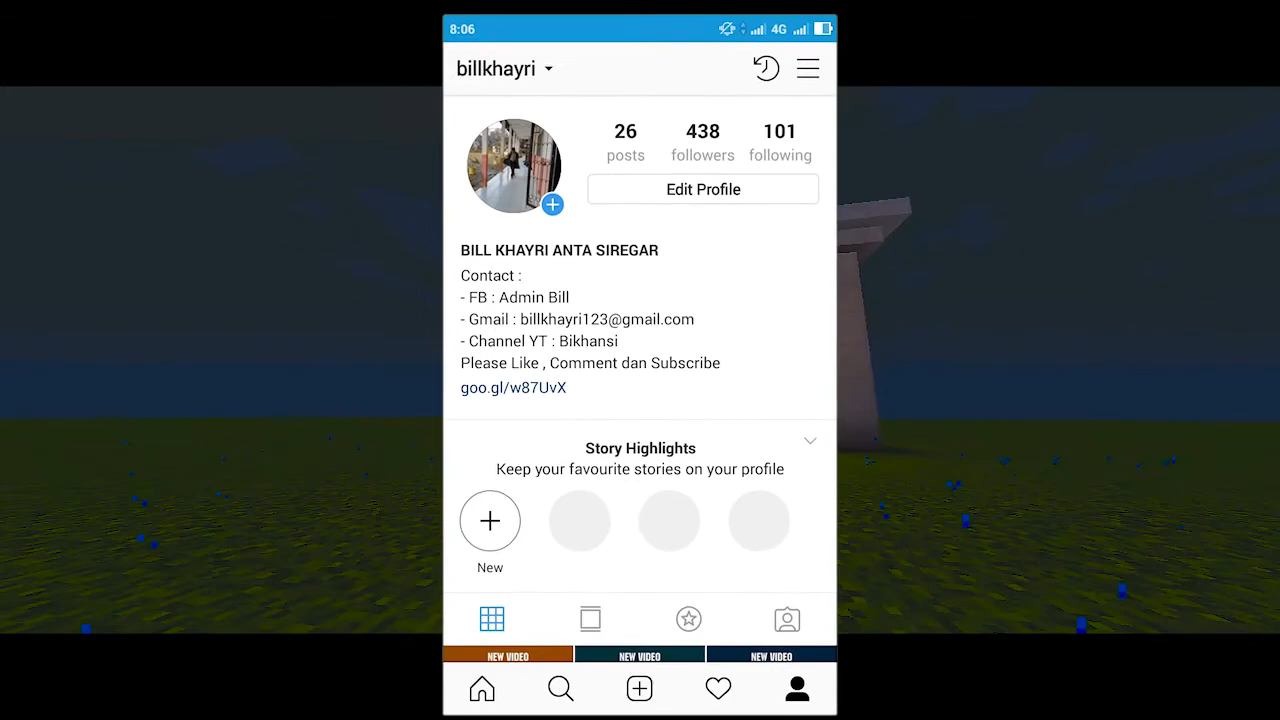 8:06 4G
billkhayri
26 438 101
posts followers following
Edit Profile
BILL KHAYRI ANTA SIREGAR
Contact :
- FB : Admin Bill
- Gmail : billkhayri123@gmail.com
- Channel YT : Bikhansi
Please Like , Comment dan Subscribe
goo.gl/w87UvX
Story Highlights
Keep your favourite stories on your profile
New
NEW VIDEO NEW VIDEO NEW VIDEO